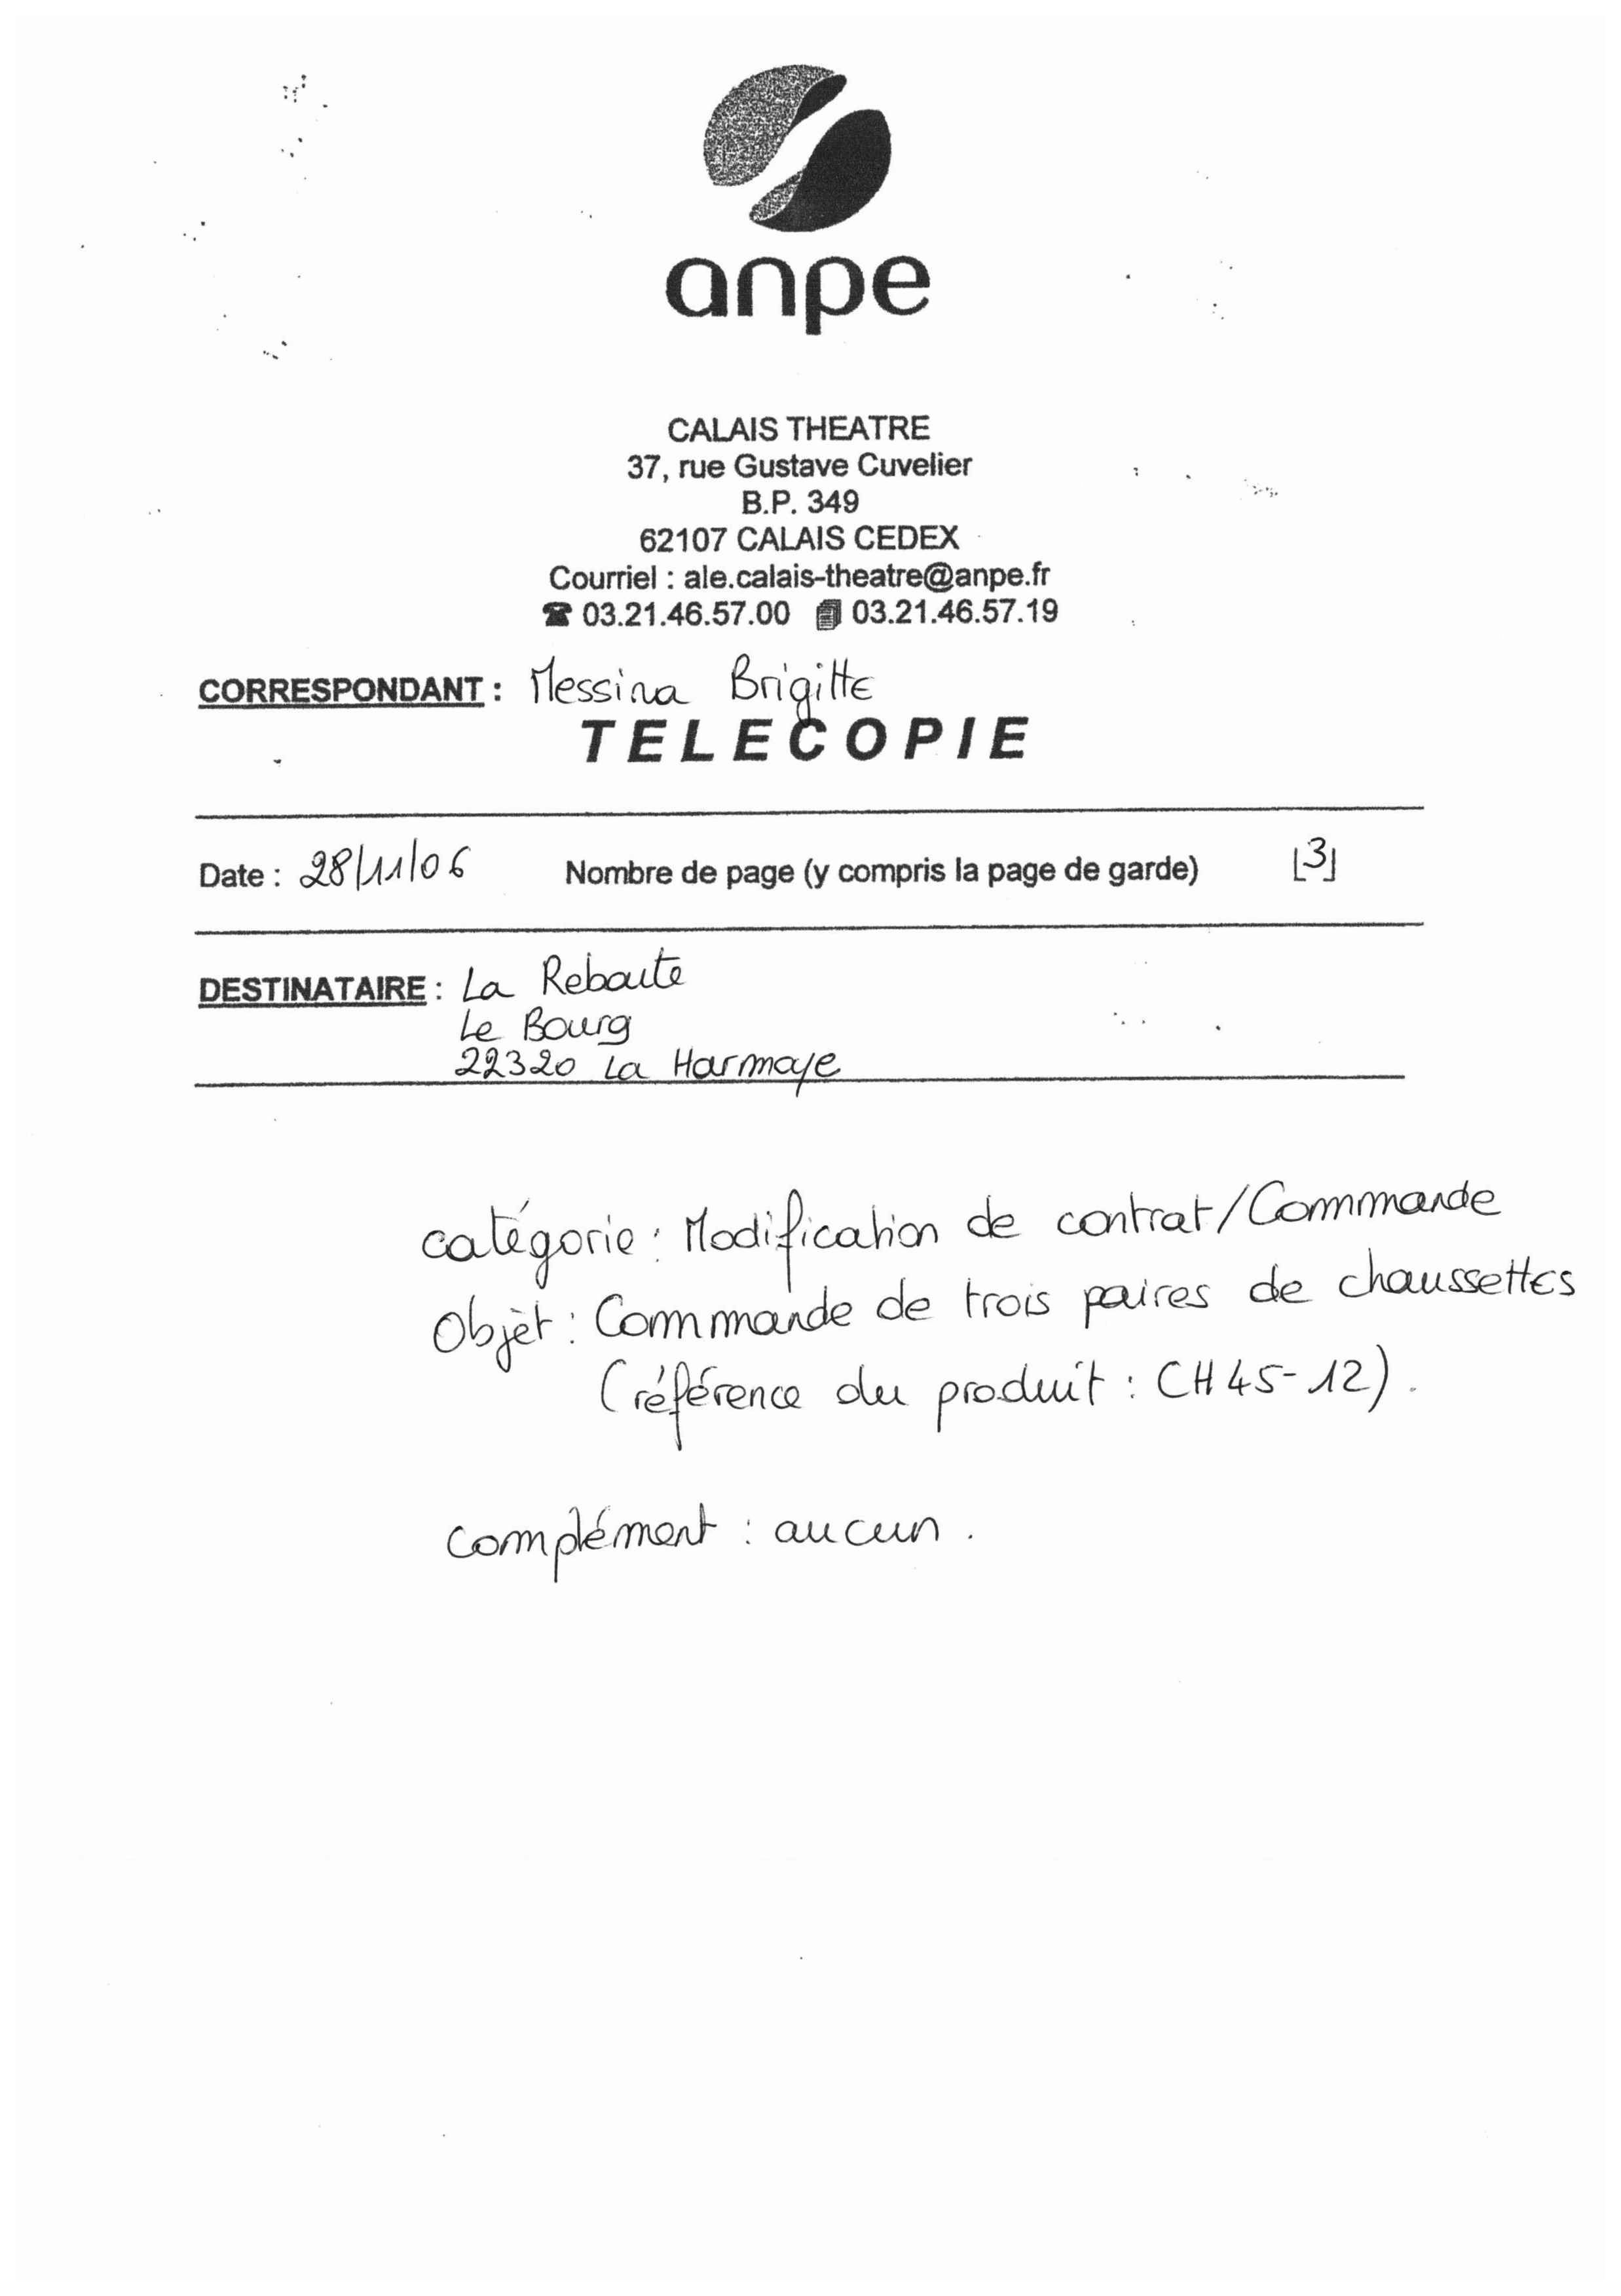 anpe
CALAIS THEATRE
37, rue Gustave Cuvelier
B.P. 349
62107 CALAIS CEDEX
Courriel : ale.calais-theatre@anpe.fr
☎ 03.21.46.57.00 03.21.46.57.19
CORRESPONDANT : Messina Brigitte
TELECOPIE
Date : 28/11/06 Nombre de page (y compris la page de garde) [3]
DESTINATAIRE : La Reboute
Le Bourg
22320 La Harmoye
catégorie : Modification de contrat/Commande
Objèt : Commande de trois paires de chaussettes
(référence du produit : CH45-12).
complément : aucun.